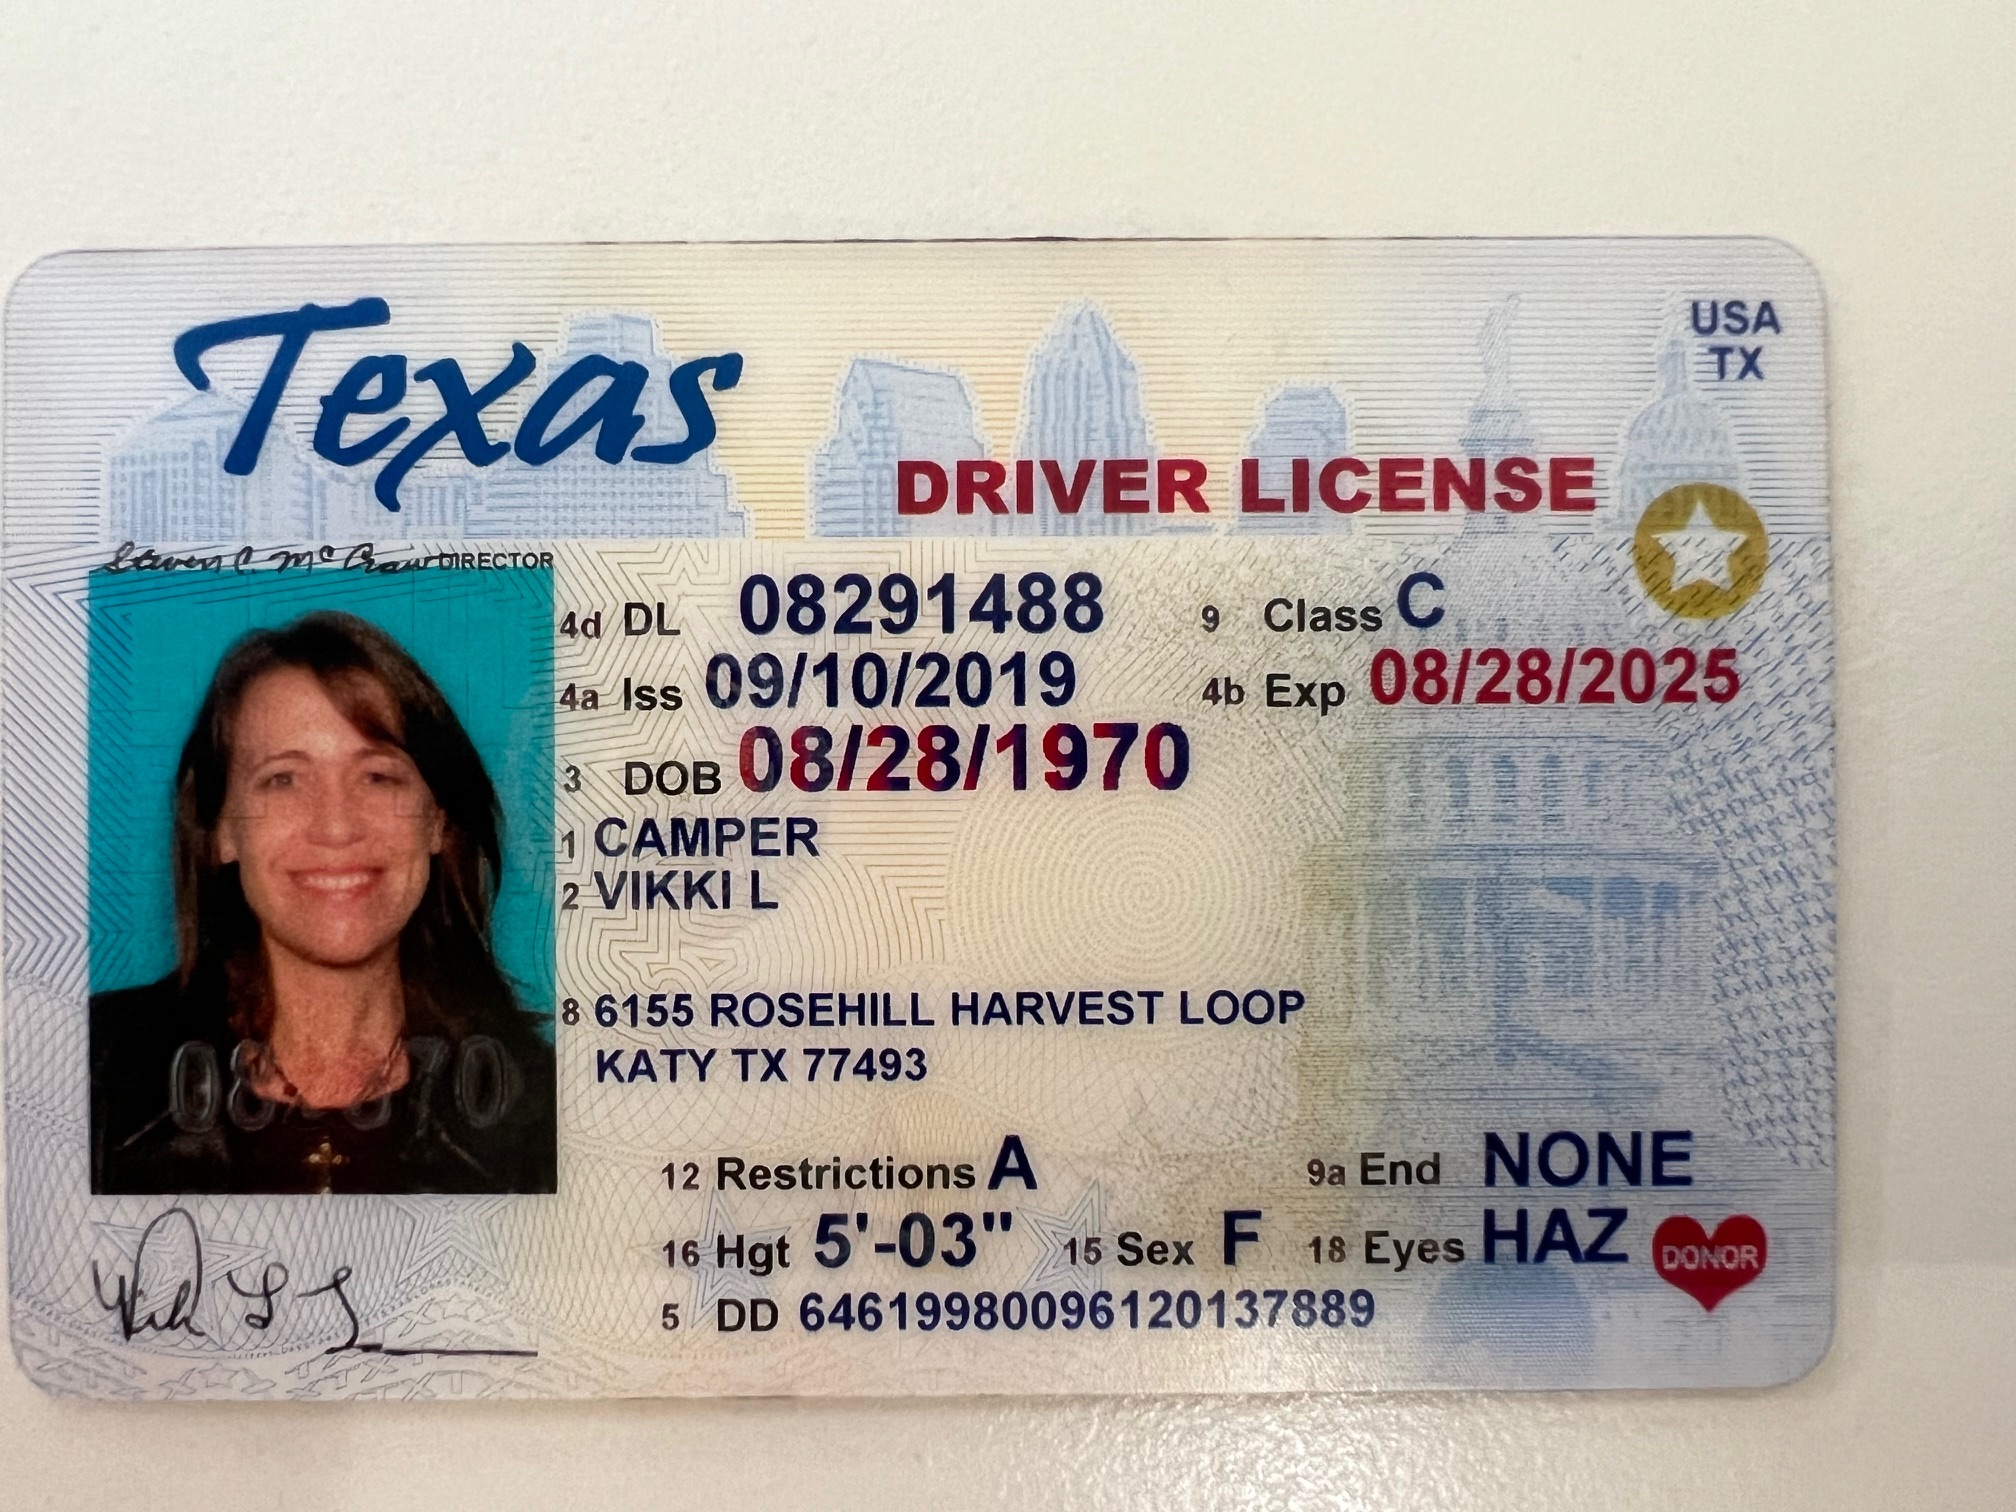 Texas
USA
TX
DRIVER LICENSE
DIRECTOR
4d DL 08291488 9 Class C
4a Iss 09/10/2019 4b Exp 08/28/2025
3 DOB 08/28/1970
1 CAMPER
2 VIKKI L
8 6155 ROSEHILL HARVEST LOOP
KATY TX 77493
12 Restrictions A 9a End NONE
16 Hgt 5'-03" 15 Sex F 18 Eyes HAZ
5 DD 64619980096120137889
DONOR